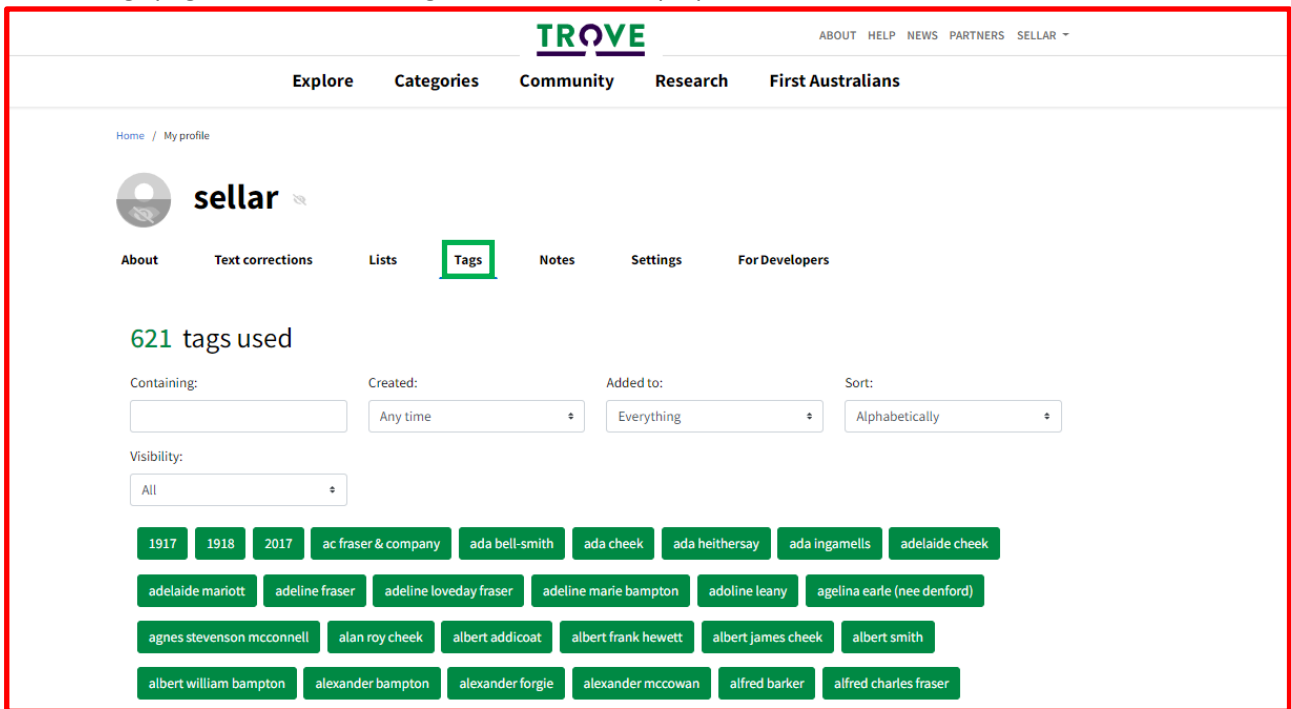 TROVE
ABOUT HELP NEWS PARTNERS SELLAR
Explore Categories Community Research First Australians
Home / My profile
sellar
About Text corrections Lists Tags Notes Settings For Developers
621 tags used
Containing: Created: Added to: Sort:
Any time Everything Alphabetically
Visibility:
All
1917 1918 2017 ac fraser & company ada bell-smith ada cheek ada heithersay ada ingamells adelaide cheek
adelaide mariott adeline fraser adeline loveday fraser adeline marie bampton adoline leany agelina earle (nee denford)
agnes stevenson mcconnell alan roy cheek albert addicoat albert frank hewett albert james cheek albert smith
albert william bampton alexander bampton alexander forgie alexander mccowan alfred barker alfred charles fraser